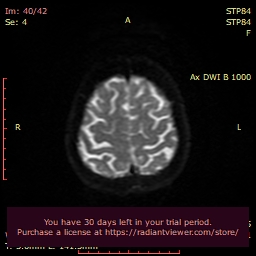 Im: 40/42
STP84
Se: 4
STP84
F
A
Ax DWI B 1000
R
L
You have 30 days left in your trial period.
Purchase a license at https://radiantviewer.com/store/